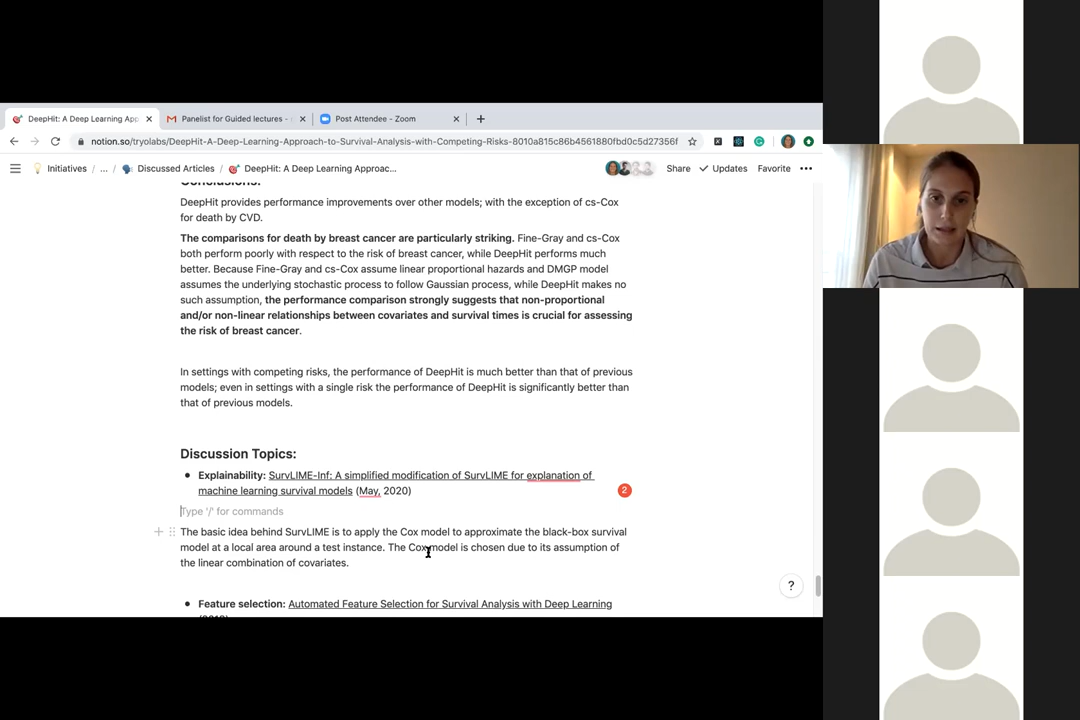 DeepHit: A Deep Learning App
Panelist for Guided lectures -
Post Attendee - Zoom
notion.so/tryolabs/DeepHit-A-Deep-Learning-Approach-to-Survival-Analysis-with-Competing-Risks-8010a815c86b4561880fbd0c5d27356f
Initiatives / ... / Discussed Articles / DeepHit: A Deep Learning Approac...
Share Updates Favorite
Conclusions:
DeepHit provides performance improvements over other models; with the exception of cs-Cox
for death by CVD.
The comparisons for death by breast cancer are particularly striking. Fine-Gray and cs-Cox
both perform poorly with respect to the risk of breast cancer, while DeepHit performs much
better. Because Fine-Gray and cs-Cox assume linear proportional hazards and DMGP model
assumes the underlying stochastic process to follow Gaussian process, while DeepHit makes no
such assumption, the performance comparison strongly suggests that non-proportional
and/or non-linear relationships between covariates and survival times is crucial for assessing
the risk of breast cancer.
In settings with competing risks, the performance of DeepHit is much better than that of previous
models; even in settings with a single risk the performance of DeepHit is significantly better than
that of previous models.
Discussion Topics:
• Explainability: SurvLIME-Inf: A simplified modification of SurvLIME for explanation of
machine learning survival models (May, 2020)
2
Type '/' for commands
The basic idea behind SurvLIME is to apply the Cox model to approximate the black-box survival
model at a local area around a test instance. The Cox model is chosen due to its assumption of
the linear combination of covariates.
?
• Feature selection: Automated Feature Selection for Survival Analysis with Deep Learning